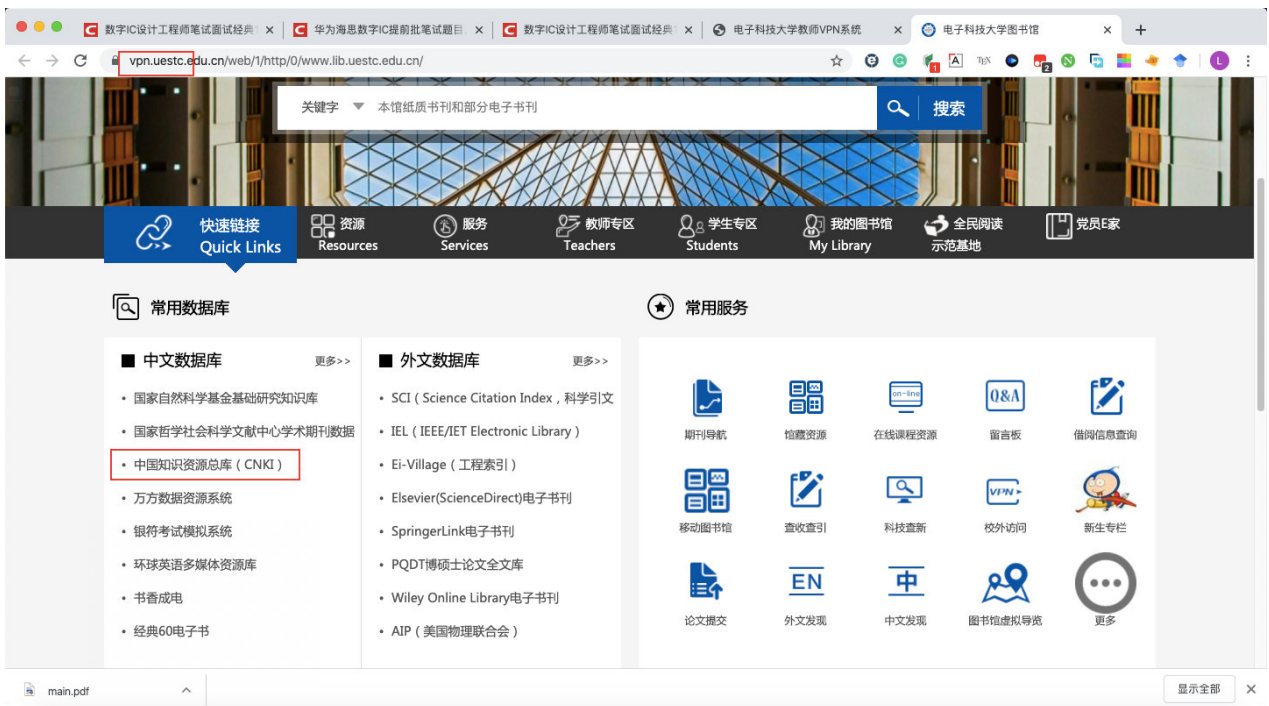 数字IC设计工程师笔试面试经典
华为海思数字IC提前批笔试题目
数字IC设计工程师笔试面试经典
电子科技大学教师VPN系统
电子科技大学图书馆
vpn.uestc.edu.cn/web/1/http/0/www.lib.uestc.edu.cn/
1
A
TEX
2
L
关键字 本馆纸质书刊和部分电子书刊
搜索
快速链接
Quick Links
资源
Resources
服务
Services
教师专区
Teachers
学生专区
Students
我的图书馆
My Library
全民阅读
示范基地
党员E家
常用数据库
常用服务
■ 中文数据库 更多>>
• 国家自然科学基金基础研究知识库
• 国家哲学社会科学文献中心学术期刊数据
• 中国知识资源总库（CNKI）
• 万方数据资源系统
• 银符考试模拟系统
• 环球英语多媒体资源库
• 书香成电
• 经典60电子书
■ 外文数据库 更多>>
• SCI（Science Citation Index，科学引文
• IEL（IEEE/IET Electronic Library）
• Ei-Village（工程索引）
• Elsevier(ScienceDirect)电子书刊
• SpringerLink电子书刊
• PQDT博硕士论文全文库
• Wiley Online Library电子书刊
• AIP（美国物理联合会）
on-line
Q&A
期刊导航
馆藏资源
在线课程资源
留言板
借阅信息查询
VPN
移动图书馆
查收查引
科技查新
校外访问
新生专栏
EN
中
论文提交
外文发现
中文发现
图书馆虚拟导览
更多
main.pdf
显示全部